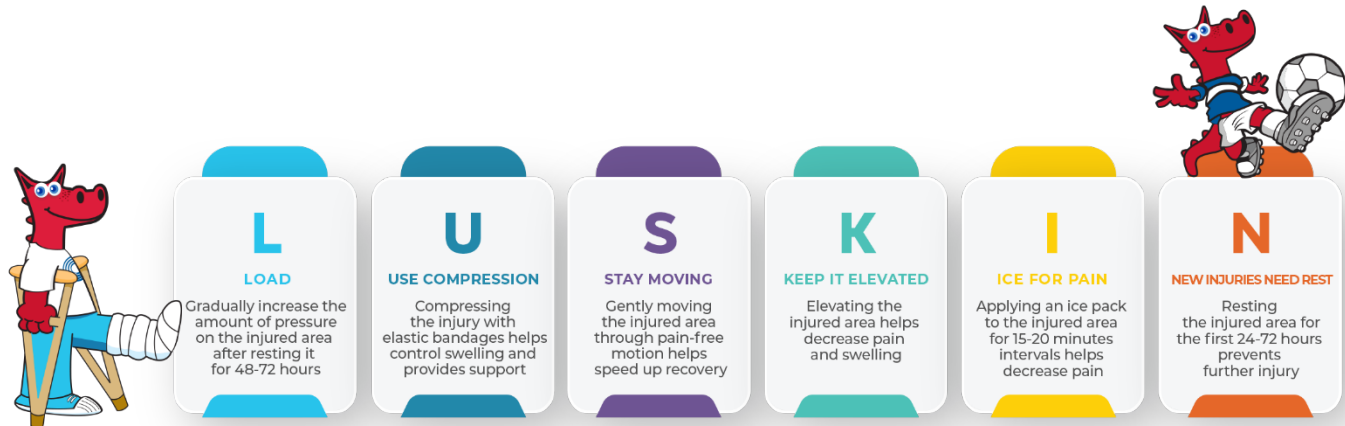 L
LOAD
Gradually increase the
amount of pressure
on the injured area
after resting it
for 48-72 hours
U
USE COMPRESSION
Compressing
the injury with
elastic bandages helps
control swelling and
provides support
S
STAY MOVING
Gently moving
the injured area
through pain-free
motion helps
speed up recovery
K
KEEP IT ELEVATED
Elevating the
injured area helps
decrease pain
and swelling
I
ICE FOR PAIN
Applying an ice pack
to the injured area
for 15-20 minutes
intervals helps
decrease pain
N
NEW INJURIES NEED REST
Resting
the injured area for
the first 24-72 hours
prevents
further injury